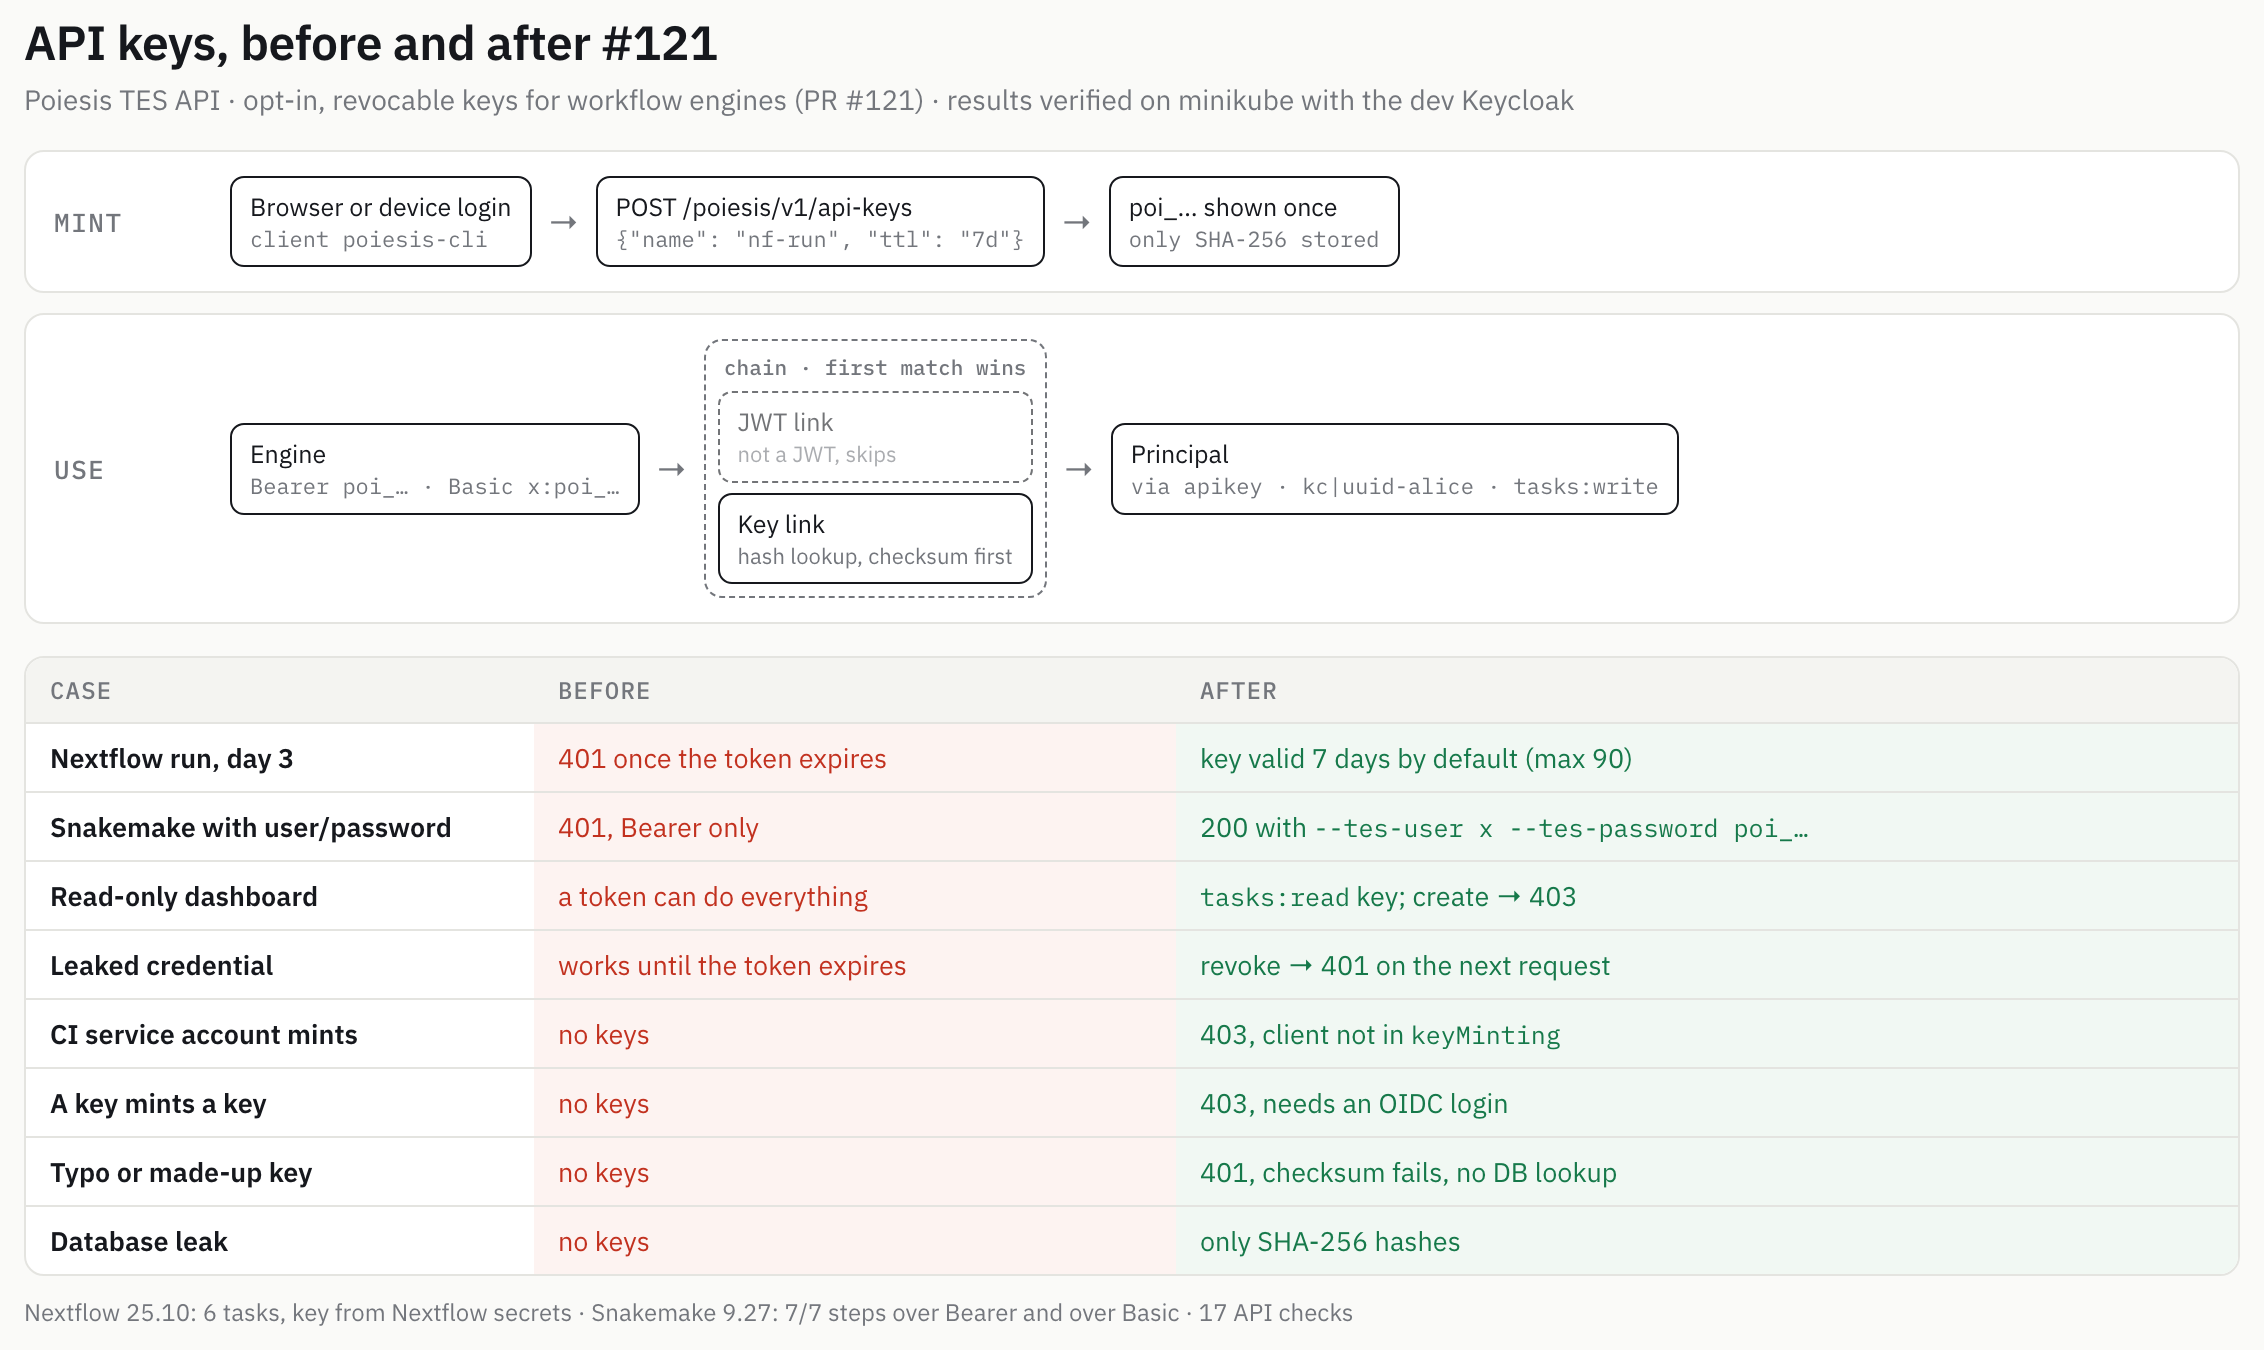 API keys, before and after #121
Poiesis TES API · opt-in, revocable keys for workflow engines (PR #121) · results verified on minikube with the dev Keycloak
MINT
Browser or device login
client poiesis-cli
→
POST /poiesis/v1/api-keys
{"name": "nf-run", "ttl": "7d"}
→
poi_… shown once
only SHA-256 stored
USE
Engine
Bearer poi_… · Basic x:poi_…
→
chain · first match wins
JWT link
not a JWT, skips
Key link
hash lookup, checksum first
→
Principal
via apikey · kc|uuid-alice · tasks:write
CASE BEFORE AFTER
Nextflow run, day 3 401 once the token expires key valid 7 days by default (max 90)
Snakemake with user/password 401, Bearer only 200 with --tes-user x --tes-password poi_…
Read-only dashboard a token can do everything tasks:read key; create → 403
Leaked credential works until the token expires revoke → 401 on the next request
CI service account mints no keys 403, client not in keyMinting
A key mints a key no keys 403, needs an OIDC login
Typo or made-up key no keys 401, checksum fails, no DB lookup
Database leak no keys only SHA-256 hashes
Nextflow 25.10: 6 tasks, key from Nextflow secrets · Snakemake 9.27: 7/7 steps over Bearer and over Basic · 17 API checks